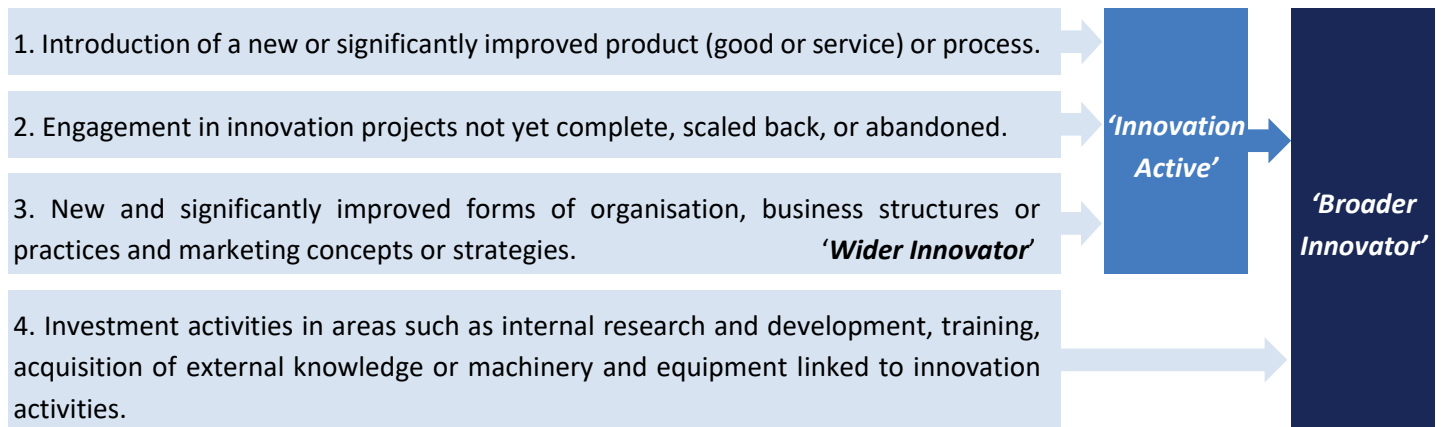 1. Introduction of a new or significantly improved product (good or service) or process.
2. Engagement in innovation projects not yet complete, scaled back, or abandoned.
3. New and significantly improved forms of organisation, business structures or
practices and marketing concepts or strategies. ‘Wider Innovator’
4. Investment activities in areas such as internal research and development, training,
acquisition of external knowledge or machinery and equipment linked to innovation
activities.
‘Innovation
Active’
‘Broader
Innovator’